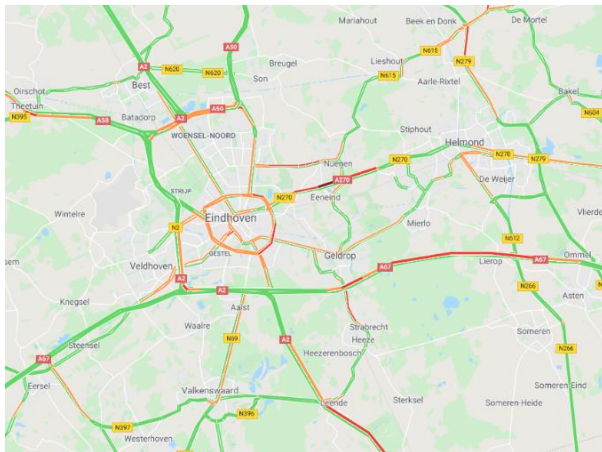 Mariahout
Beek en Donk
De Mortel
A50
N615
A2
N620
N620
Breugel
Lieshout
N279
Son
Oirschot
Best
N615
Aarle-Rixtel
Bakel
Theetuin
A50
N395
A58
Batadorp
A2
N604
WOENSEL-NOORD
Stiphout
Helmond
Nuenen
N270
N270
N279
A270
De Weijer
STRIJP
N270
Eeneind
Wintelre
Eindhoven
Vlierde
Mierlo
N2
N612
GESTEL
Geldrop
Ommel
Veldhoven
A67
Lierop
A67
A2
N266
A2
Asten
Knegsel
Aalst
Strabrecht
Waalre
Heeze
Someren
Steensel
N69
A2
Heezerenbosch
N266
A67
Eersel
Valkenswaard
Someren-Eind
Leende
Sterksel
Someren-Heide
N396
N397
Westerhoven